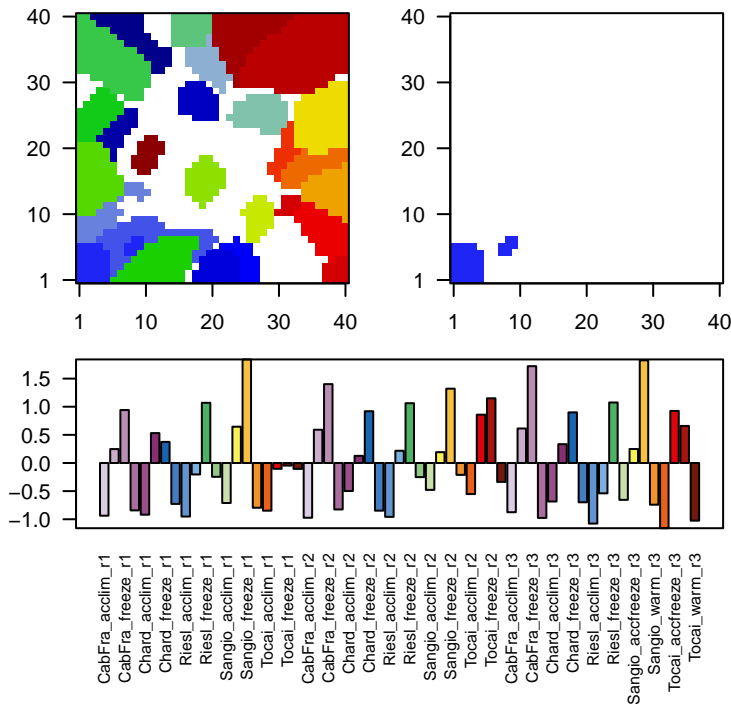 40
30
20
10
1
1 10 20 30 40
40
30
20
10
1
1 10 20 30 40
1.5
1.0
0.5
0.0
−0.5
−1.0
CabFra_acclim_r1
CabFra_freeze_r1
Chard_acclim_r1
Chard_freeze_r1
Riesl_acclim_r1
Riesl_freeze_r1
Sangio_acclim_r1
Sangio_freeze_r1
Tocai_acclim_r1
Tocai_freeze_r1
CabFra_acclim_r2
CabFra_freeze_r2
Chard_acclim_r2
Chard_freeze_r2
Riesl_acclim_r2
Riesl_freeze_r2
Sangio_acclim_r2
Sangio_freeze_r2
Tocai_acclim_r2
Tocai_freeze_r2
CabFra_acclim_r3
CabFra_freeze_r3
Chard_acclim_r3
Chard_freeze_r3
Riesl_acclim_r3
Riesl_freeze_r3
Sangio_accfreeze_r3
Sangio_warm_r3
Tocai_accfreeze_r3
Tocai_warm_r3